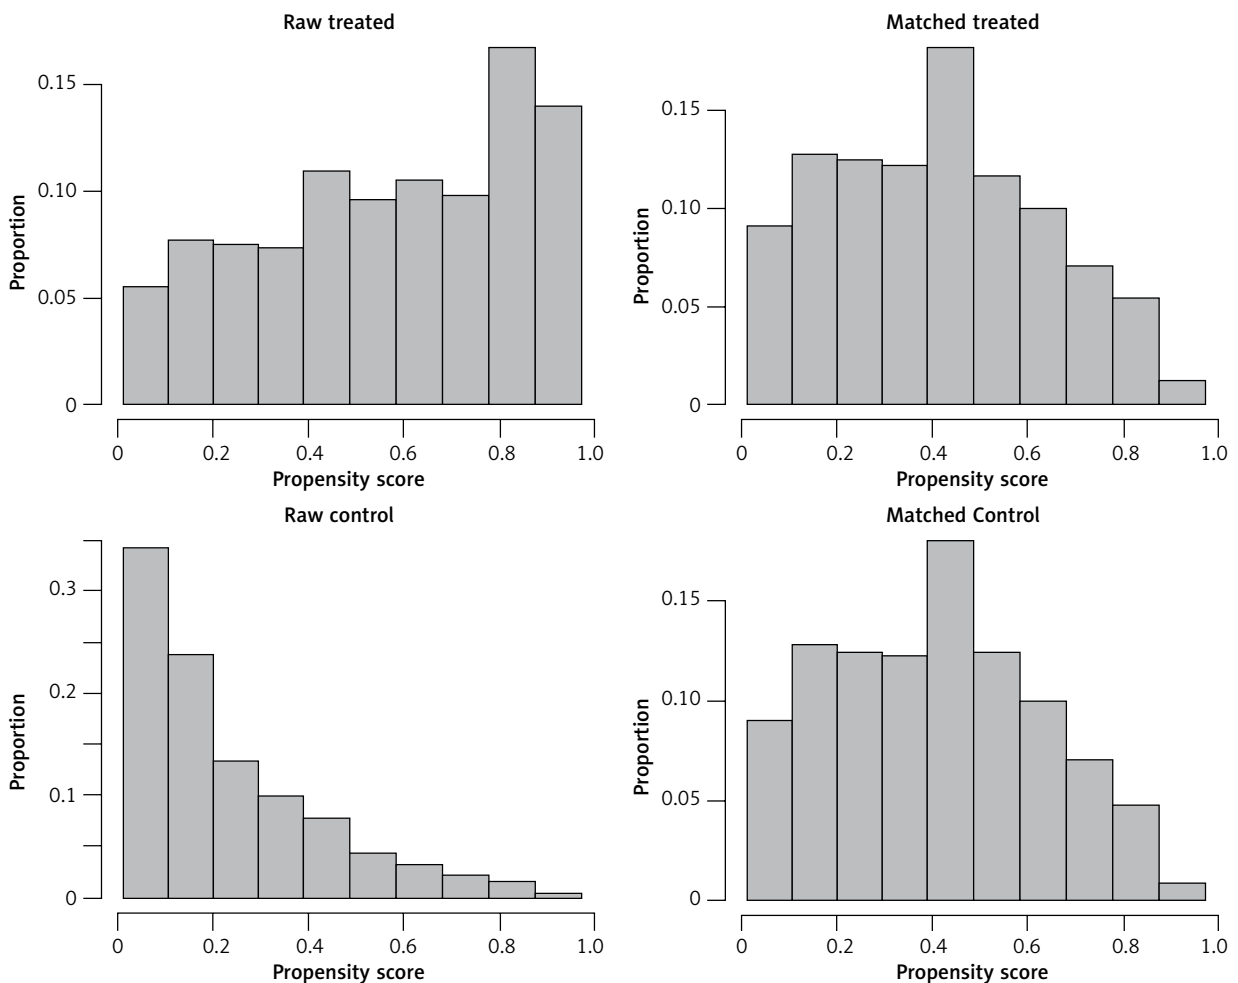 Raw treated
0.15
0.10
0.05
0
Proportion
0 0.2 0.4 0.6 0.8 1.0
Propensity score
Matched treated
0.15
0.10
0.05
0
Proportion
0 0.2 0.4 0.6 0.8 1.0
Propensity score
Raw control
0.3
0.2
0.1
0
Proportion
0 0.2 0.4 0.6 0.8 1.0
Propensity score
Matched Control
0.15
0.10
0.05
0
Proportion
0 0.2 0.4 0.6 0.8 1.0
Propensity score